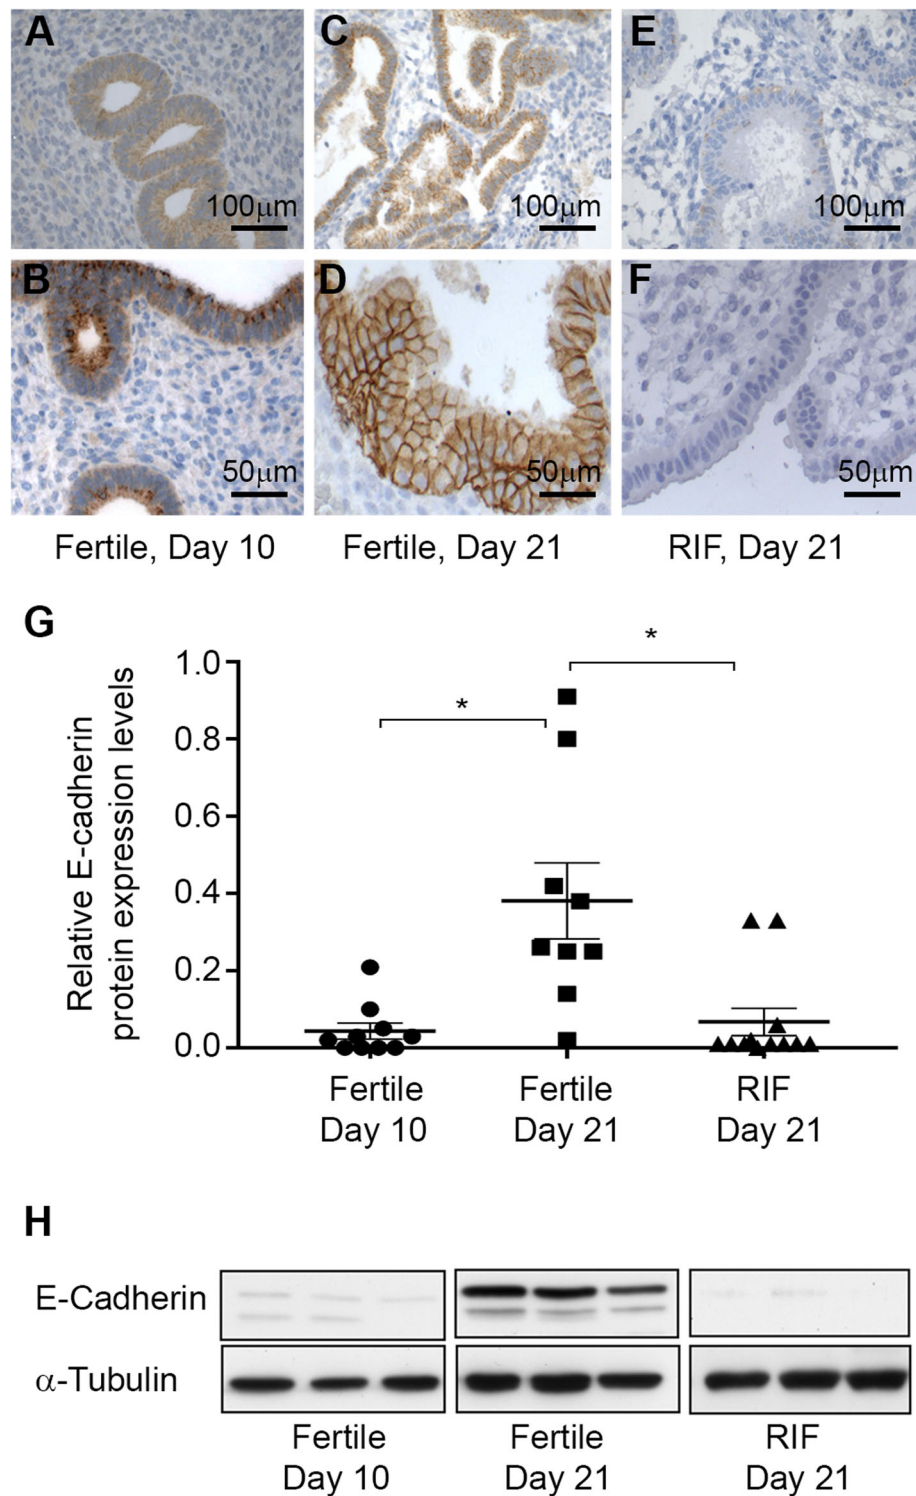 A
C
E
100μm
100μm
100μm
B
D
F
50μm
50μm
50μm
Fertile, Day 10
Fertile, Day 21
RIF, Day 21
G
Relative E-cadherin
protein expression levels
1.0
0.8
0.6
0.4
0.2
0.0
*
*
Fertile
Day 10
Fertile
Day 21
RIF
Day 21
H
E-Cadherin
α-Tubulin
Fertile
Day 10
Fertile
Day 21
RIF
Day 21